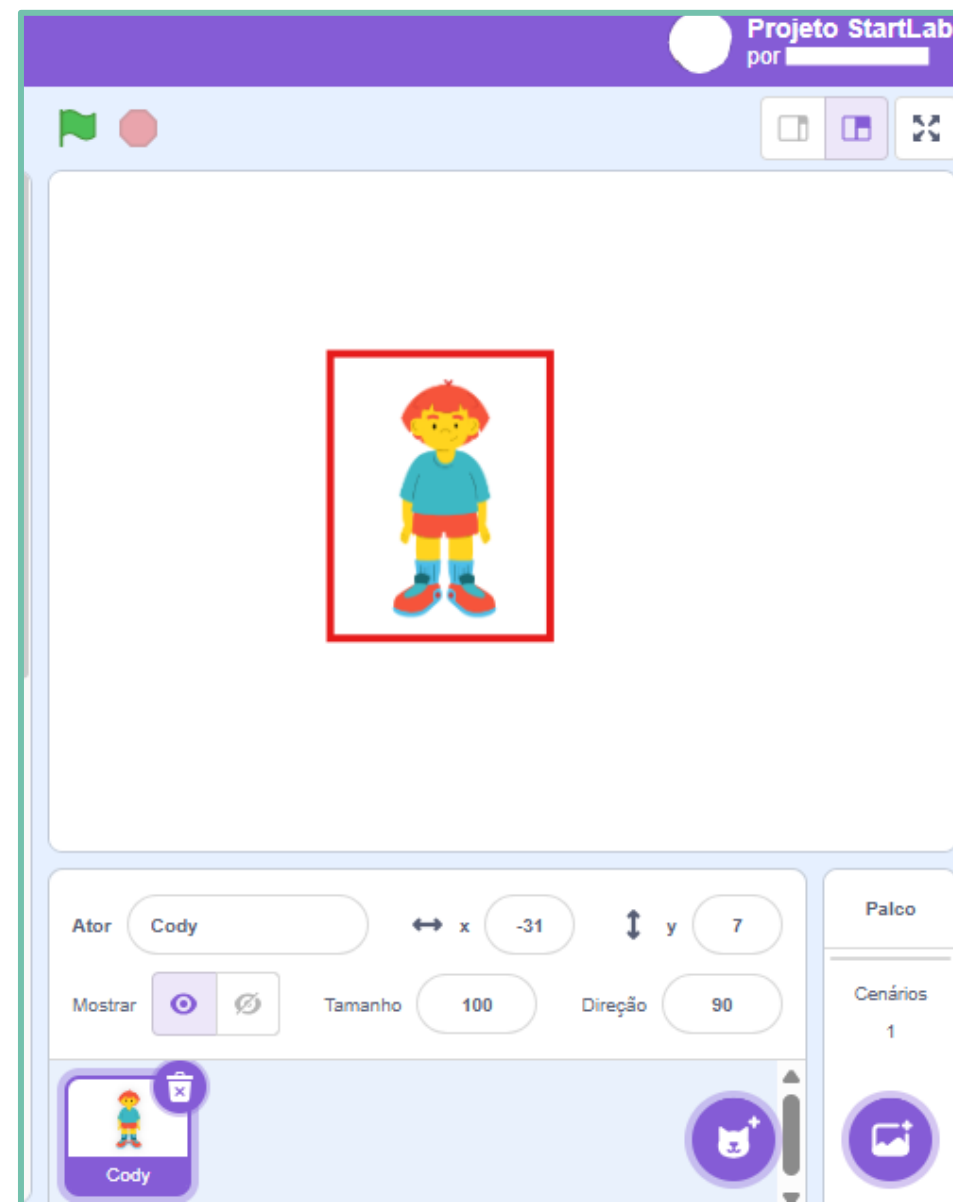 Projeto StartLab
por
Ator Cody x -31 y 7
Mostrar Tamanho 100 Direção 90
Cody
Palco
Cenários
1